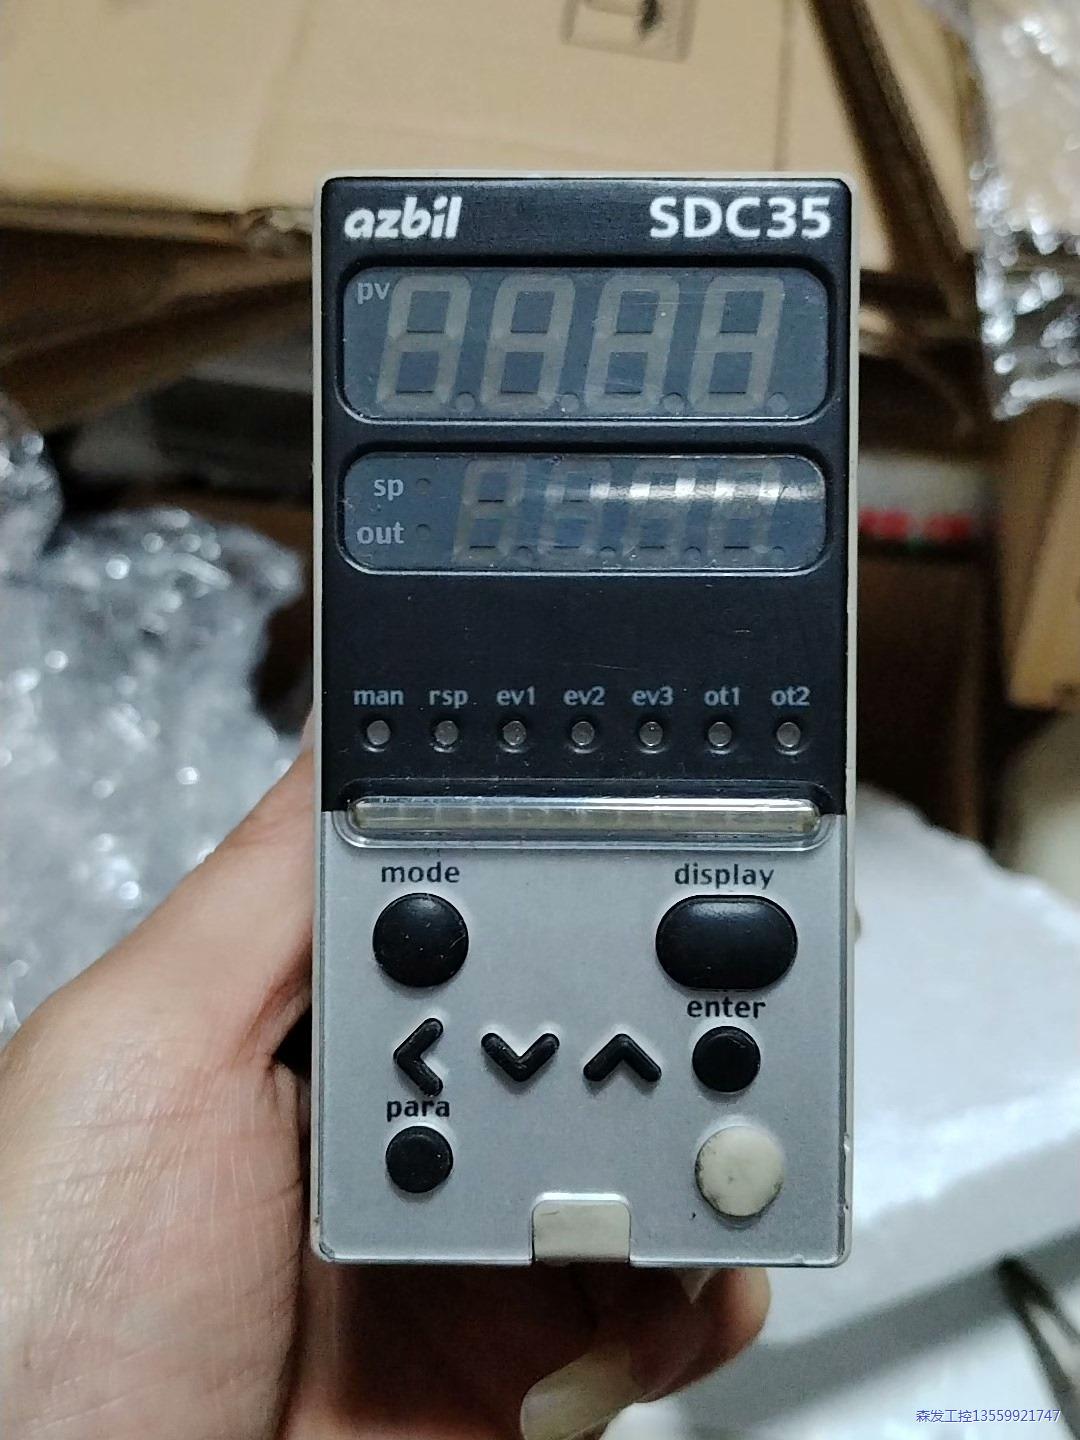 azbil SDC35
pv
sp
out
man rsp ev1 ev2 ev3 ot1 ot2
mode display
enter
para
森发工控13559921747